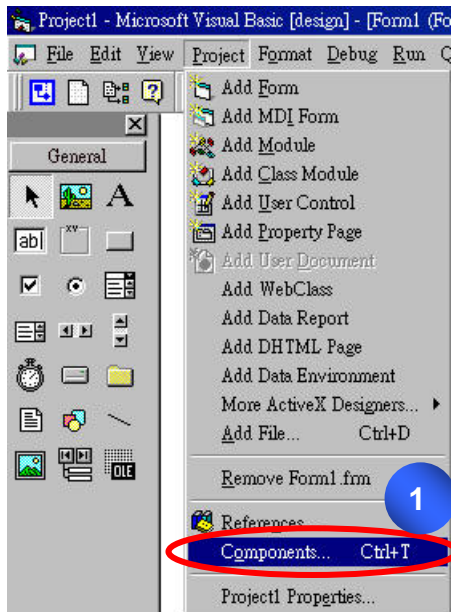 Project1 - Microsoft Visual Basic [design] - [Form1 (Fo
File Edit View Project Format Debug Run
General
A
ab|
XY
OLE
Add Form
Add MDI Form
Add Module
Add Class Module
Add User Control
Add Property Page
Add User Document
Add WebClass
Add Data Report
Add DHTML Page
Add Data Environment
More ActiveX Designers...
Add File... Ctrl+D
Remove Form1.frm
1
References...
Components... Ctrl+T
Project1 Properties...